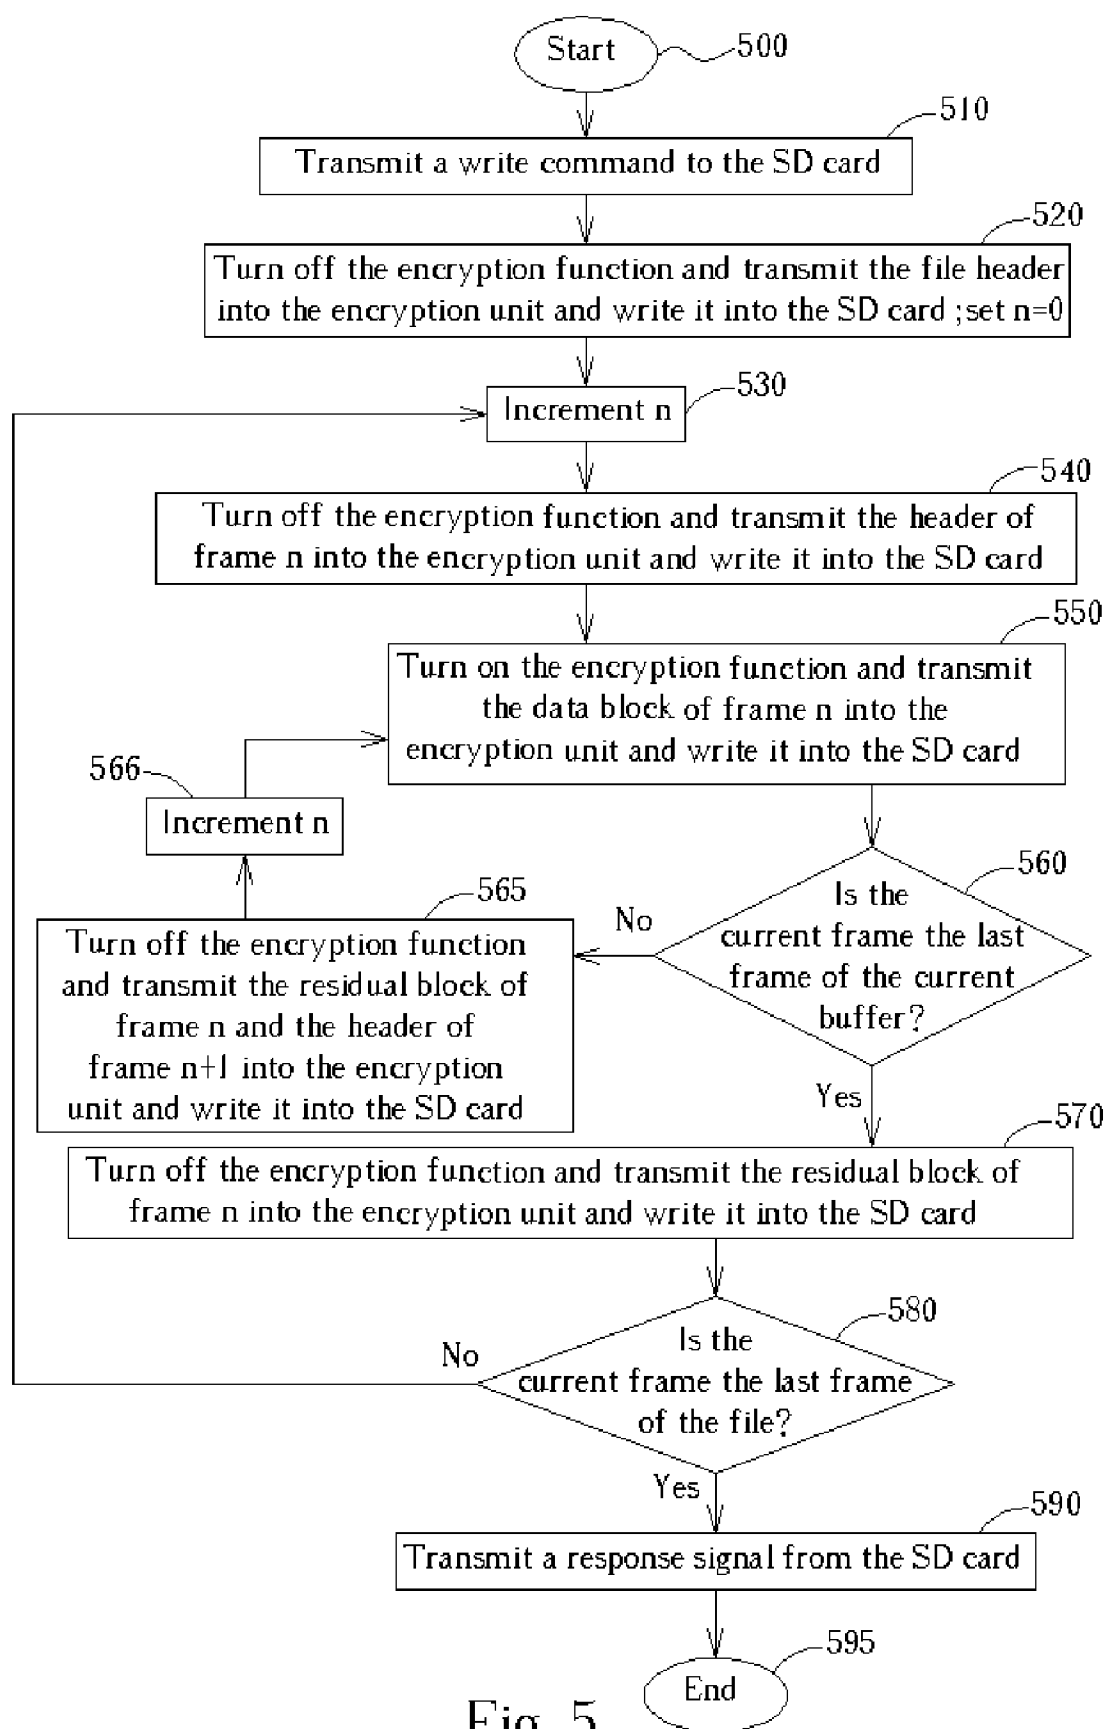 Start
500
510
Transmit a write command to the SD card
520
Turn off the encryption function and transmit the file header
into the encryption unit and write it into the SD card ;set n=0
530
Increment n
540
Turn off the encryption function and transmit the header of
frame n into the encryption unit and write it into the SD card
550
Turn on the encryption function and transmit
the data block of frame n into the
encryption unit and write it into the SD card
566
Increment n
560
Is the
current frame the last
frame of the current
buffer?
No
565
Turn off the encryption function
and transmit the residual block of
frame n and the header of
frame n+1 into the encryption
unit and write it into the SD card
Yes
570
Turn off the encryption function and transmit the residual block of
frame n into the encryption unit and write it into the SD card
580
Is the
current frame the last frame
of the file?
No
Yes
590
Transmit a response signal from the SD card
595
End
Fig. 5